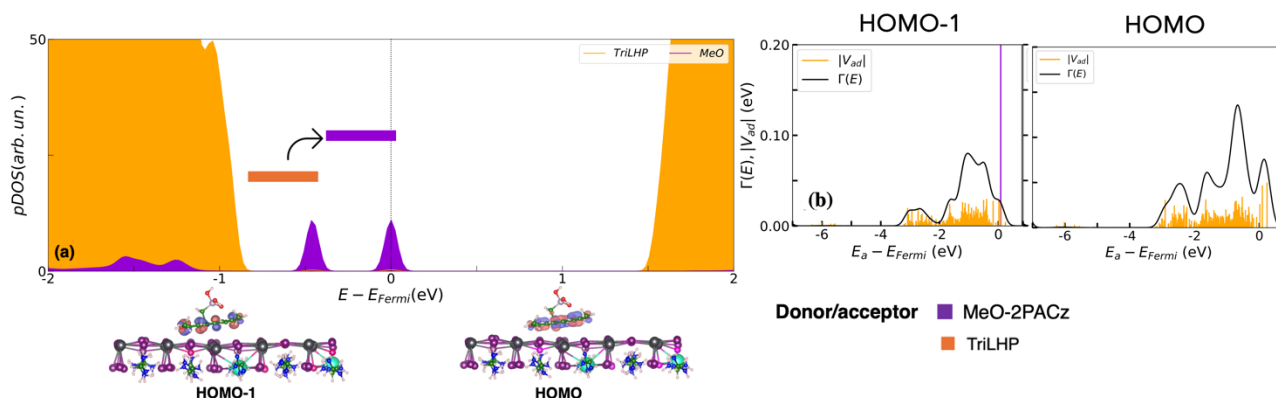 HOMO-1
HOMO
50
TriLHP
MeO
pDOS(arb. un.)
(a)
0
-2
-1
0
1
2
E − E_Fermi(eV)
HOMO-1
HOMO
0.20
|V_ad|
Γ(E)
|V_ad|
Γ(E)
Γ(E), |V_ad| (eV)
0.10
(b)
0.00
-6
-4
-2
0
-6
-4
-2
0
E_a − E_Fermi(eV)
E_a − E_Fermi(eV)
Donor/acceptor
MeO-2PACz
TriLHP